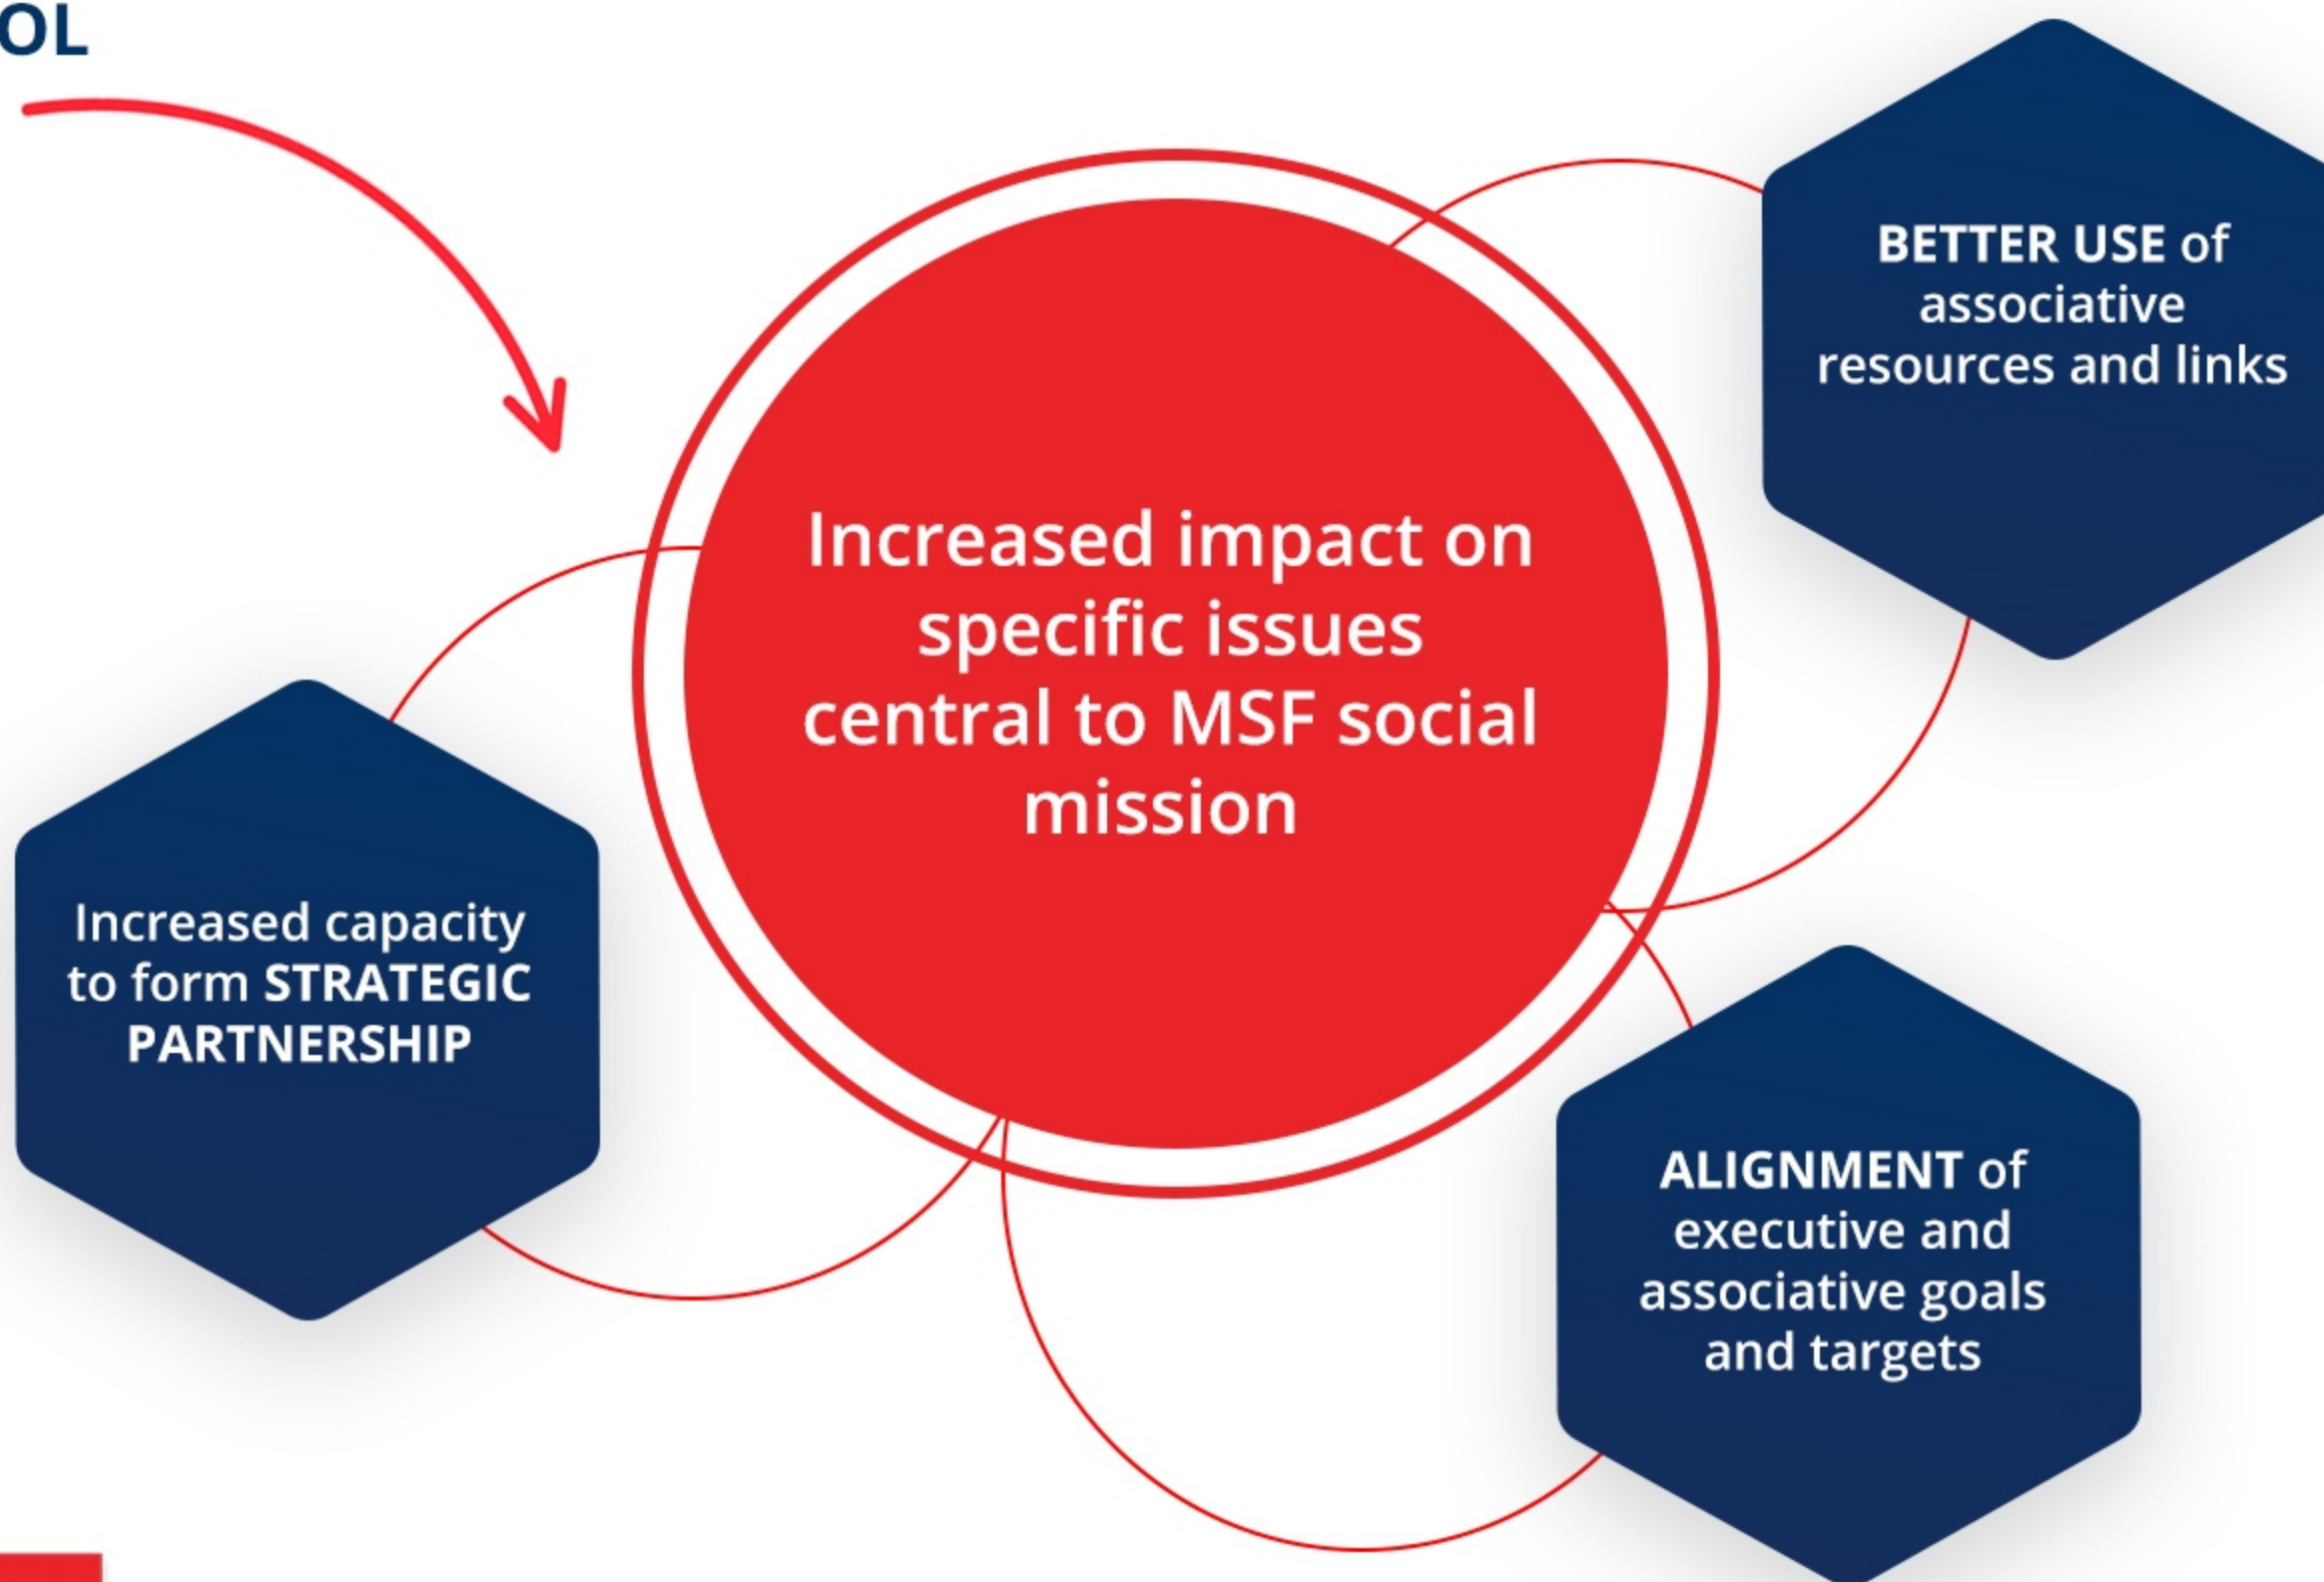 OL
BETTER USE of
associative
resources and links
Increased impact on
specific issues
central to MSF social
mission
Increased capacity
to form STRATEGIC
PARTNERSHIP
ALIGNMENT of
executive and
associative goals
and targets